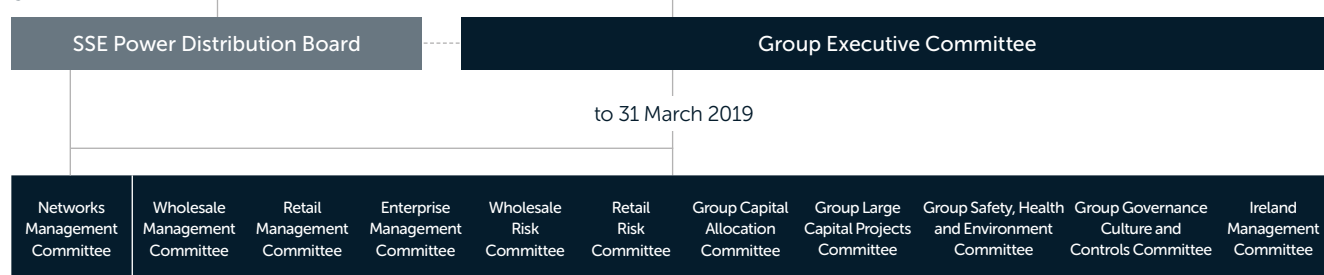 SSE Power Distribution Board
Group Executive Committee
to 31 March 2019
Networks
Management
Committee
Wholesale
Management
Committee
Retail
Management
Committee
Enterprise
Management
Committee
Wholesale
Risk
Committee
Retail
Risk
Committee
Group Capital
Allocation
Committee
Group Large
Capital Projects
Committee
Group Safety, Health
and Environment
Committee
Group Governance
Culture and
Controls Committee
Ireland
Management
Committee